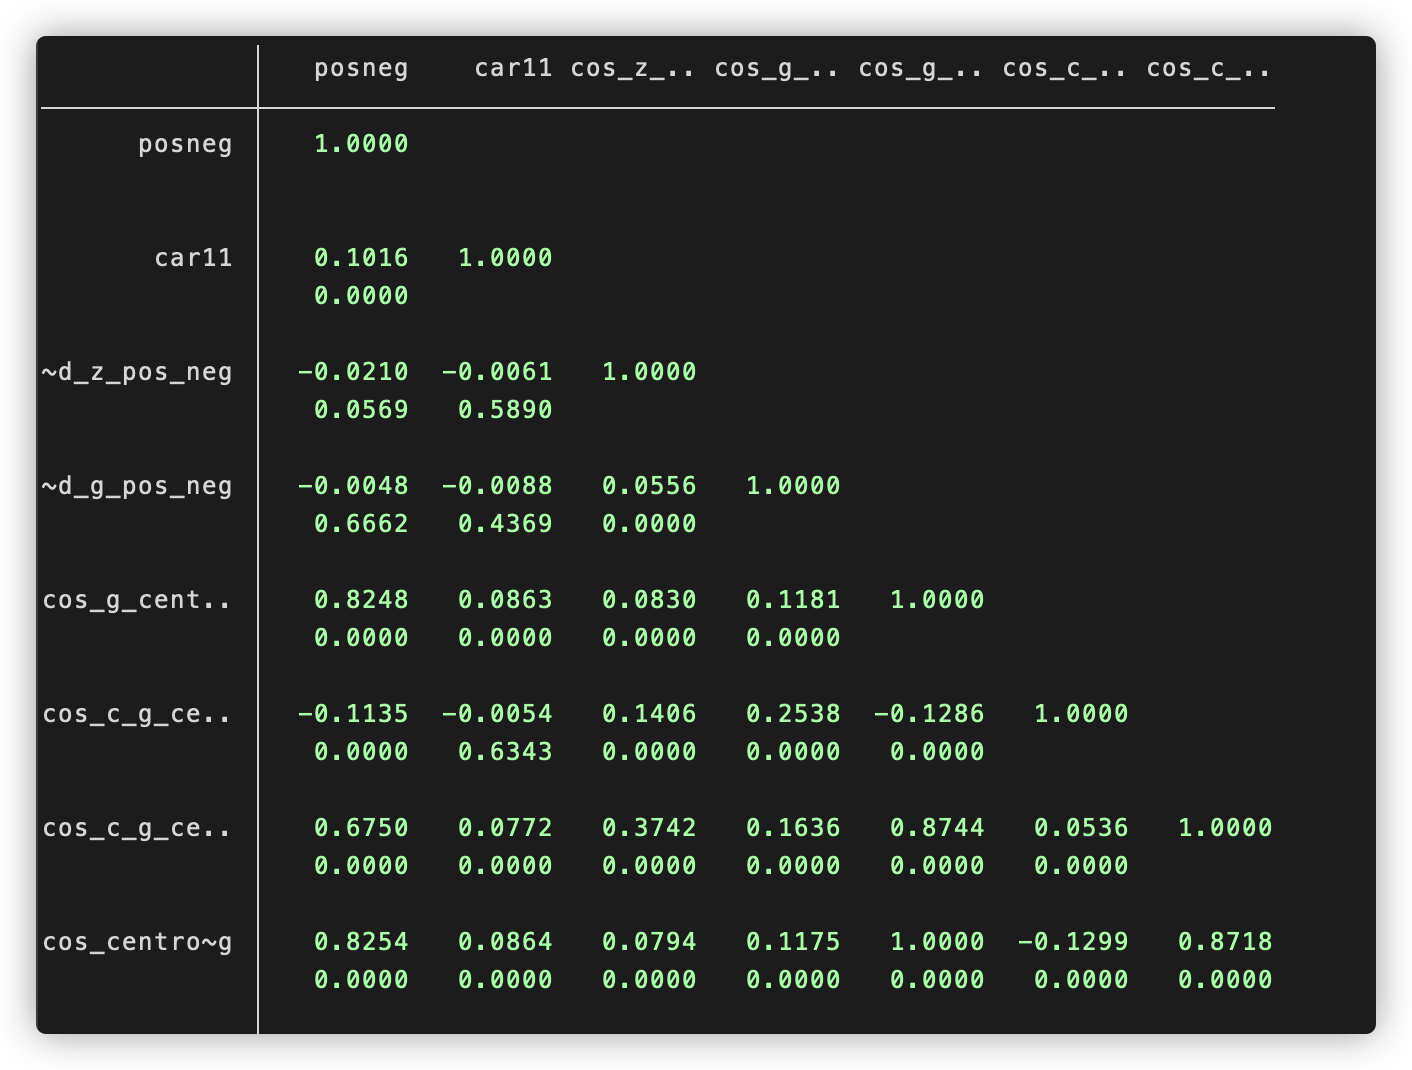 posneg car11 cos_z_.. cos_g_.. cos_g_.. cos_c_.. cos_c_..
posneg 1.0000
car11 0.1016 1.0000
0.0000
~d_z_pos_neg -0.0210 -0.0061 1.0000
0.0569 0.5890
~d_g_pos_neg -0.0048 -0.0088 0.0556 1.0000
0.6662 0.4369 0.0000
cos_g_cent.. 0.8248 0.0863 0.0830 0.1181 1.0000
0.0000 0.0000 0.0000 0.0000
cos_c_g_ce.. -0.1135 -0.0054 0.1406 0.2538 -0.1286 1.0000
0.0000 0.6343 0.0000 0.0000 0.0000
cos_c_g_ce.. 0.6750 0.0772 0.3742 0.1636 0.8744 0.0536 1.0000
0.0000 0.0000 0.0000 0.0000 0.0000 0.0000
cos_centro~g 0.8254 0.0864 0.0794 0.1175 1.0000 -0.1299 0.8718
0.0000 0.0000 0.0000 0.0000 0.0000 0.0000 0.0000